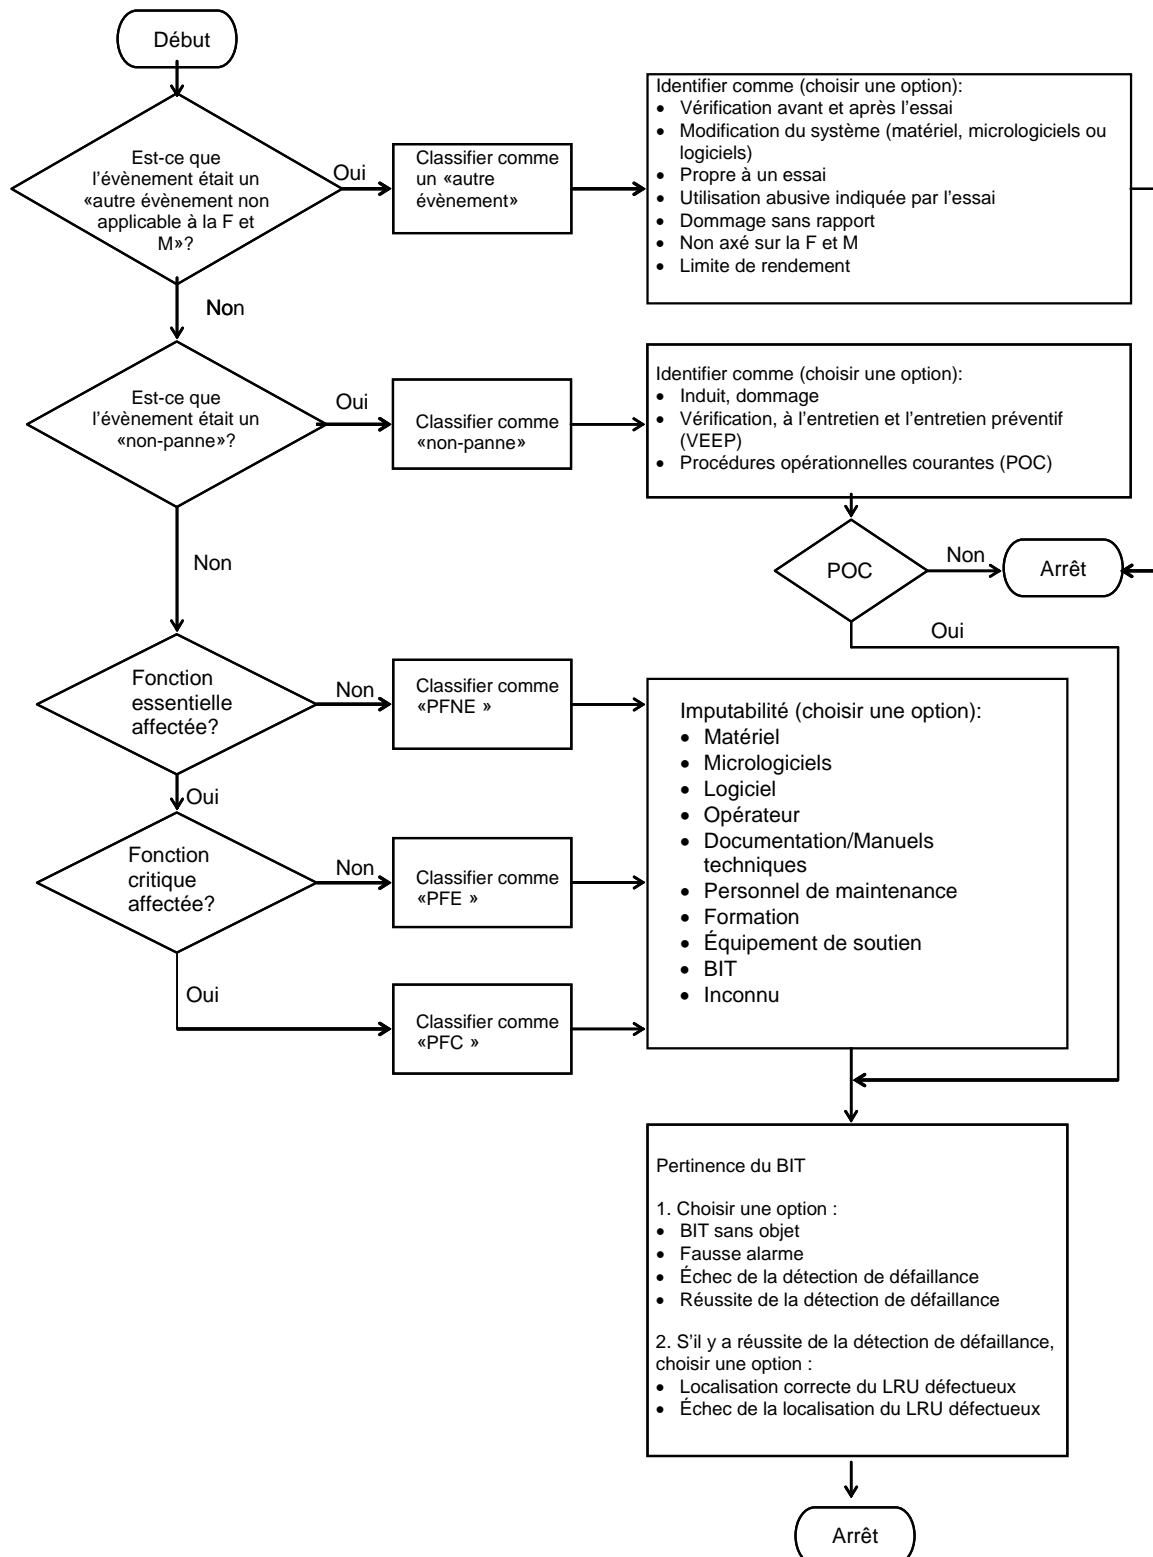 Début
Est-ce que
l'évènement était un
«autre évènement non
applicable à la F et
M»?
Oui
Classifier comme
un «autre
évènement»
Identifier comme (choisir une option):
• Vérification avant et après l'essai
• Modification du système (matériel, micrologiciels ou
logiciels)
• Propre à un essai
• Utilisation abusive indiquée par l'essai
• Dommage sans rapport
• Non axé sur la F et M
• Limite de rendement
Non
Est-ce que
l'évènement était un
«non-panne»?
Oui
Classifier comme
«non-panne»
Identifier comme (choisir une option):
• Induit, dommage
• Vérification, à l'entretien et l'entretien préventif
(VEEP)
• Procédures opérationnelles courantes (POC)
Non
POC
Non
Arrêt
Oui
Fonction
essentielle
affectée?
Non
Classifier comme
«PFNE »
Oui
Fonction
critique
affectée?
Non
Classifier comme
«PFE »
Oui
Classifier comme
«PFC »
Imputabilité (choisir une option):
• Matériel
• Micrologiciels
• Logiciel
• Opérateur
• Documentation/Manuels
techniques
• Personnel de maintenance
• Formation
• Équipement de soutien
• BIT
• Inconnu
Pertinence du BIT
1. Choisir une option :
• BIT sans objet
• Fausse alarme
• Échec de la détection de défaillance
• Réussite de la détection de défaillance
2. S'il y a réussite de la détection de défaillance,
choisir une option :
• Localisation correcte du LRU défectueux
• Échec de la localisation du LRU défectueux
Arrêt